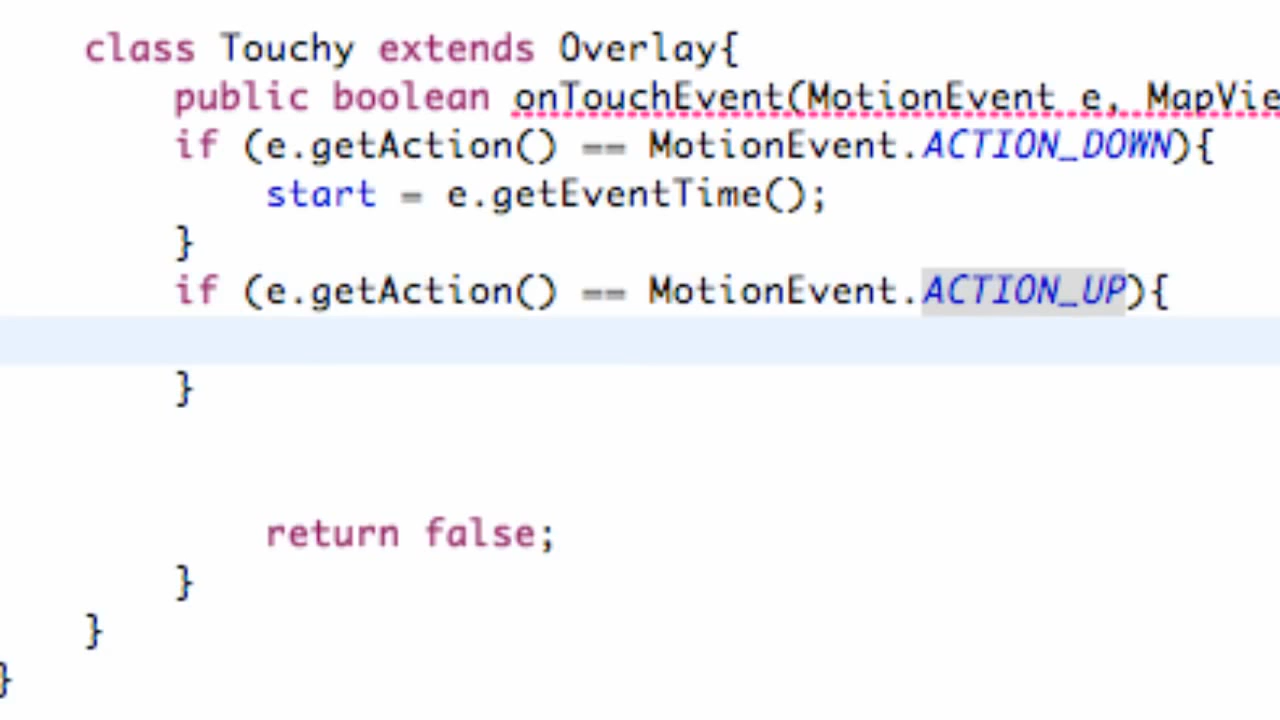 class Touchy extends Overlay{
public boolean onTouchEvent(MotionEvent e, MapVie
if (e.getAction() == MotionEvent.ACTION_DOWN){
start = e.getEventTime();
}
if (e.getAction() == MotionEvent.ACTION_UP){
}
return false;
}
}
}